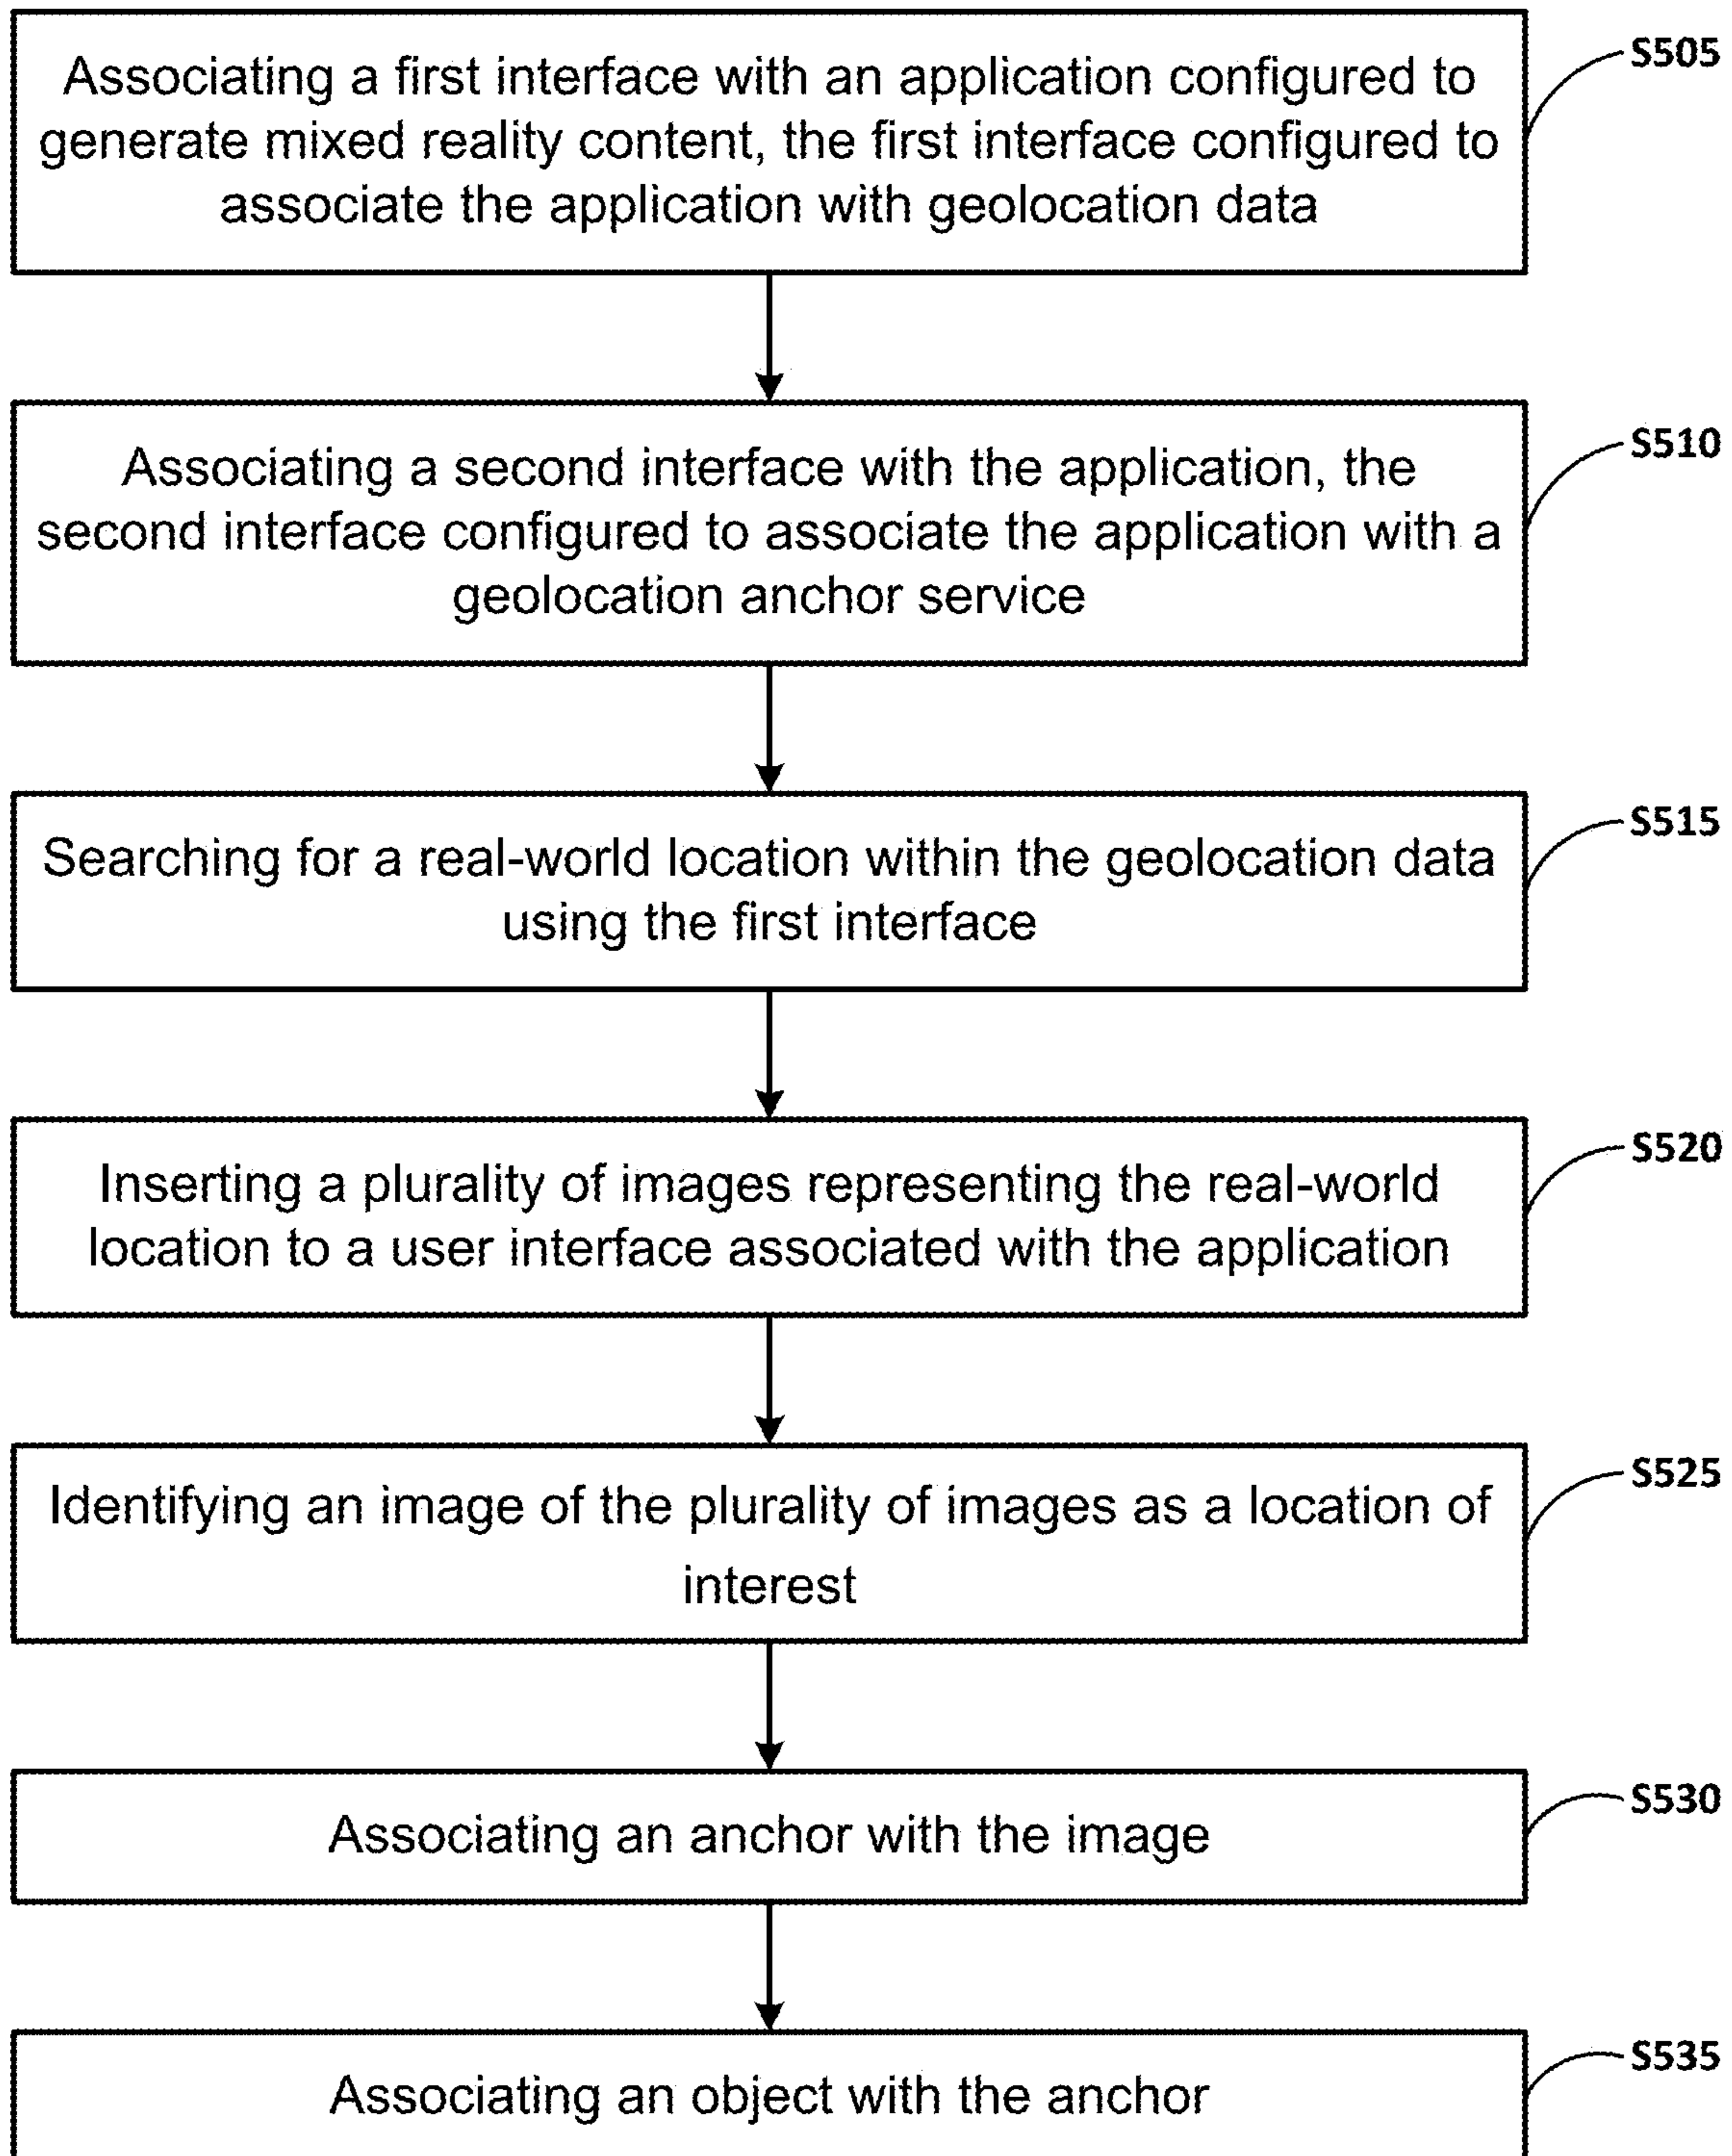 Associating a first interface with an application configured to
generate mixed reality content, the first interface configured to
associate the application with geolocation data
S505
Associating a second interface with the application, the
second interface configured to associate the application with a
geolocation anchor service
S510
Searching for a real-world location within the geolocation data
using the first interface
S515
Inserting a plurality of images representing the real-world
location to a user interface associated with the application
S520
Identifying an image of the plurality of images as a location of
interest
S525
Associating an anchor with the image
S530
Associating an object with the anchor
S535